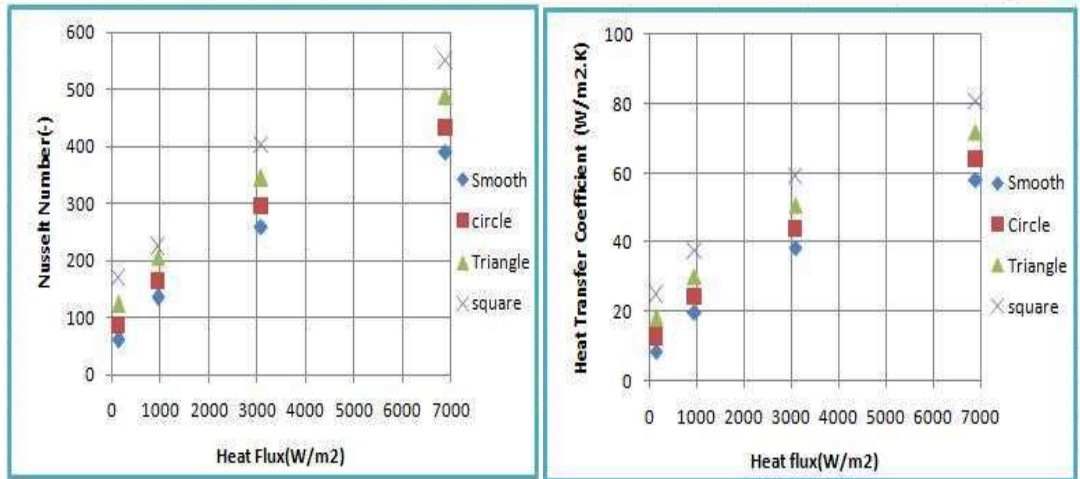 Nusselt Number(-)
600
500
400
300
200
100
0
0 1000 2000 3000 4000 5000 6000 7000
Heat Flux(W/m2)
Smooth
circle
Triangle
square
Heat Transfer Coefficient (W/m2.K)
100
80
60
40
20
0
0 1000 2000 3000 4000 5000 6000 7000
Heat flux(W/m2)
Smooth
Circle
Triangle
square